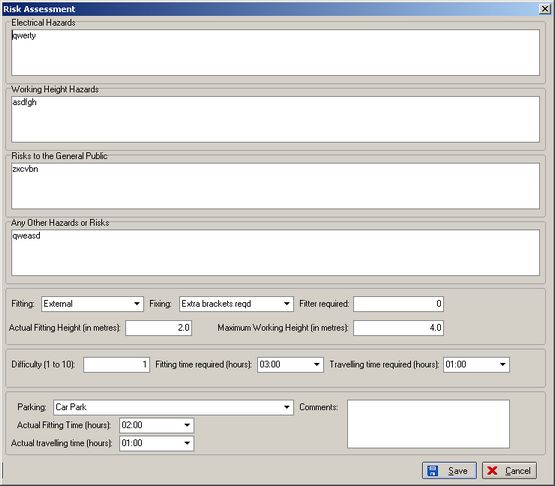 Risk Assessment
Electrical Hazards
qwerty
Working Height Hazards
asdfgh
Risks to the General Public
zxcvbn
Any Other Hazards or Risks
qweasd
Fitting: External Fixing: Extra brackets reqd Fitter required: 0
Actual Fitting Height (in metres): 2.0 Maximum Working Height (in metres): 4.0
Difficulty (1 to 10): 1 Fitting time required (hours): 03:00 Travelling time required (hours): 01:00
Parking: Car Park Comments:
Actual Fitting Time (hours): 02:00
Actual travelling time (hours): 01:00
Save Cancel